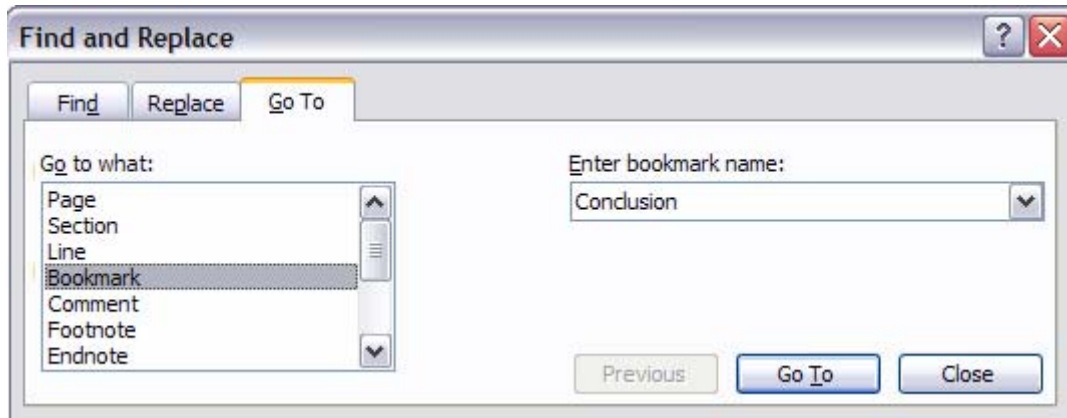 Find and Replace
Find Replace Go To
Go to what: Enter bookmark name:
Page
Section
Line
Bookmark
Comment
Footnote
Endnote
Conclusion
Previous Go To Close